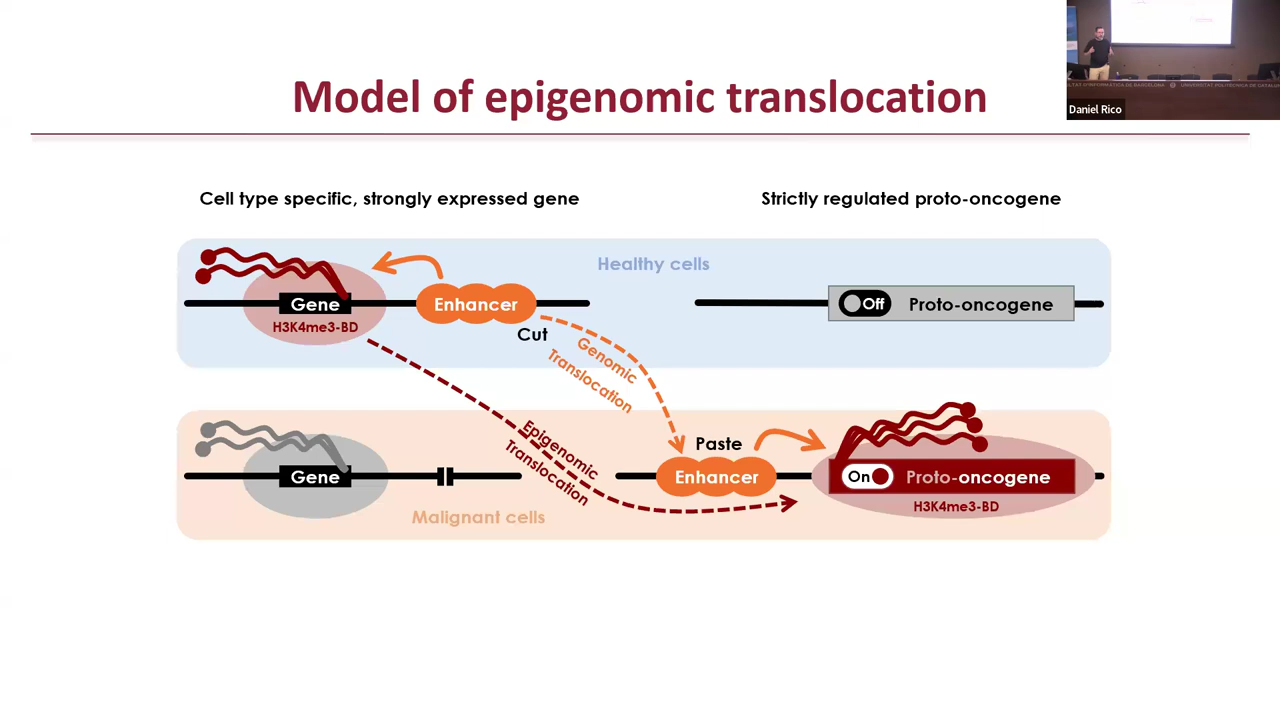 Model of epigenomic translocation
Daniel Rico
Cell type specific, strongly expressed gene
Strictly regulated proto-oncogene
Healthy cells
Gene
H3K4me3-BD
Enhancer
Cut
Off
Proto-oncogene
Genomic
Translocation
Epigenomic
Translocation
Paste
Gene
Enhancer
On
Proto-oncogene
H3K4me3-BD
Malignant cells